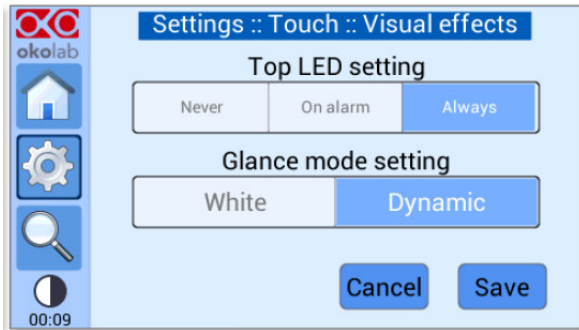 okolab
Settings :: Touch :: Visual effects
Top LED setting
Never On alarm Always
Glance mode setting
White Dynamic
Cancel Save
00:09